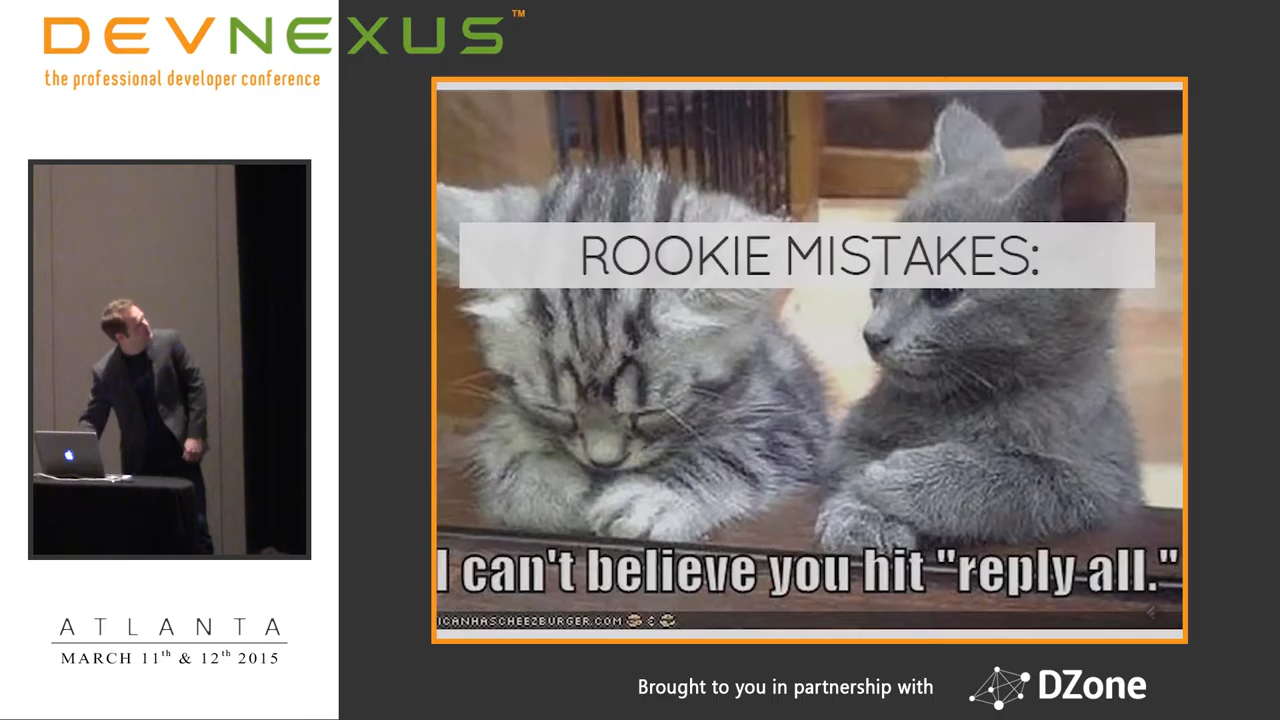 DEVNEXUS™
the professional developer conference
ROOKIE MISTAKES:
I can't believe you hit "reply all."
ICANHASCHEEZBURGER.COM
ATLANTA
MARCH 11th & 12th 2015
Brought to you in partnership with
DZone